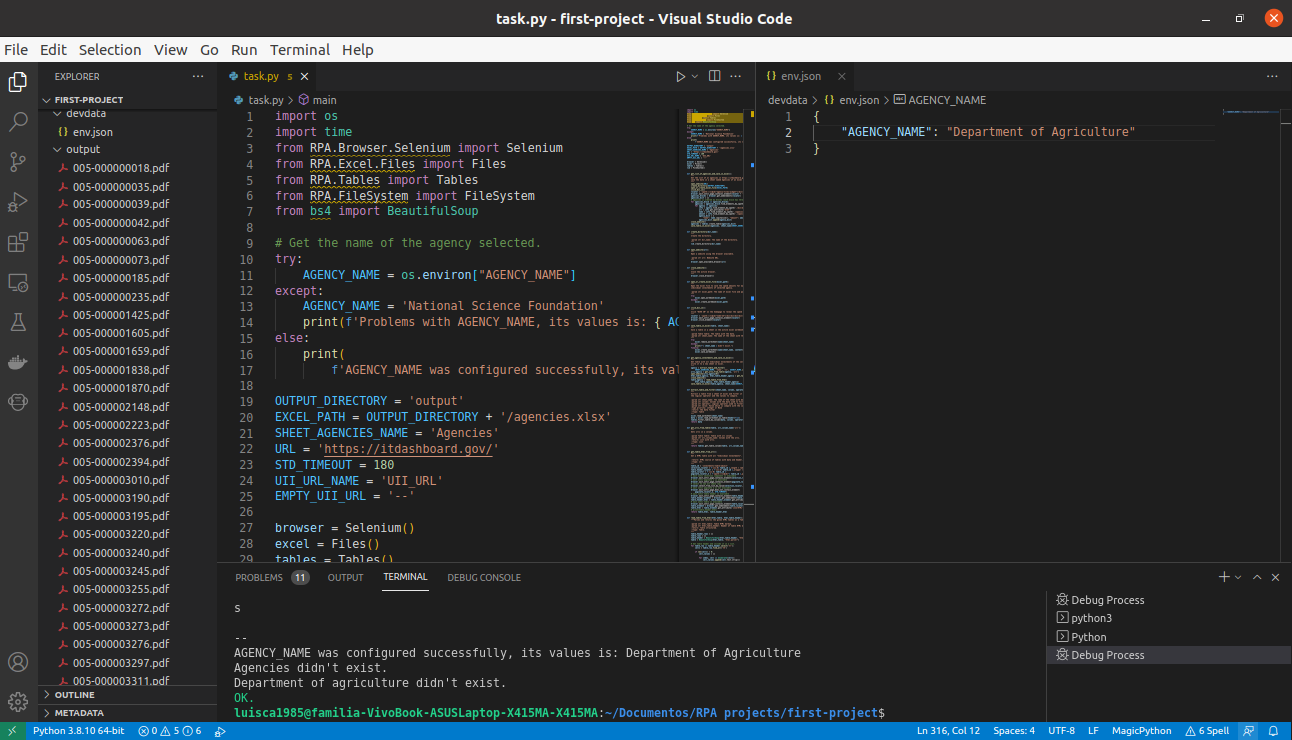 task.py - first-project - Visual Studio Code
File Edit Selection View Go Run Terminal Help
EXPLORER
FIRST-PROJECT
devdata
env.json
output
005-000000018.pdf
005-000000035.pdf
005-000000039.pdf
005-000000042.pdf
005-000000063.pdf
005-000000073.pdf
005-000000185.pdf
005-000000235.pdf
005-000001425.pdf
005-000001605.pdf
005-000001659.pdf
005-000001838.pdf
005-000001870.pdf
005-000002148.pdf
005-000002223.pdf
005-000002376.pdf
005-000002394.pdf
005-000003010.pdf
005-000003190.pdf
005-000003195.pdf
005-000003220.pdf
005-000003240.pdf
005-000003245.pdf
005-000003255.pdf
005-000003272.pdf
005-000003273.pdf
005-000003276.pdf
005-000003297.pdf
005-000003311.pdf
OUTLINE
METADATA
task.py s
task.py > main
1 import os
2 import time
3 from RPA.Browser.Selenium import Selenium
4 from RPA.Excel.Files import Files
5 from RPA.Tables import Tables
6 from RPA.FileSystem import FileSystem
7 from bs4 import BeautifulSoup
8
9 # Get the name of the agency selected.
10 try:
11 AGENCY_NAME = os.environ["AGENCY_NAME"]
12 except:
13 AGENCY_NAME = 'National Science Foundation'
14 print(f'Problems with AGENCY_NAME, its values is: { AG
15 else:
16 print(
17 f'AGENCY_NAME was configured successfully, its val
18
19 OUTPUT_DIRECTORY = 'output'
20 EXCEL_PATH = OUTPUT_DIRECTORY + '/agencies.xlsx'
21 SHEET_AGENCIES_NAME = 'Agencies'
22 URL = 'https://itdashboard.gov/'
23 STD_TIMEOUT = 180
24 UII_URL_NAME = 'UII_URL'
25 EMPTY_UII_URL = '--'
26
27 browser = Selenium()
28 excel = Files()
29 tables = Tables()
env.json
devdata > env.json > AGENCY_NAME
1 {
2 "AGENCY_NAME": "Department of Agriculture"
3 }
PROBLEMS 11 OUTPUT TERMINAL DEBUG CONSOLE
s
--
AGENCY_NAME was configured successfully, its values is: Department of Agriculture
Agencies didn't exist.
Department of agriculture didn't exist.
OK.
luisca1985@familia-VivoBook-ASUSLaptop-X415MA-X415MA:~/Documentos/RPA projects/first-project$
Debug Process
python3
Python
Debug Process
Python 3.8.10 64-bit 0 5 6 Ln 316, Col 12 Spaces: 4 UTF-8 LF MagicPython 6 Spell